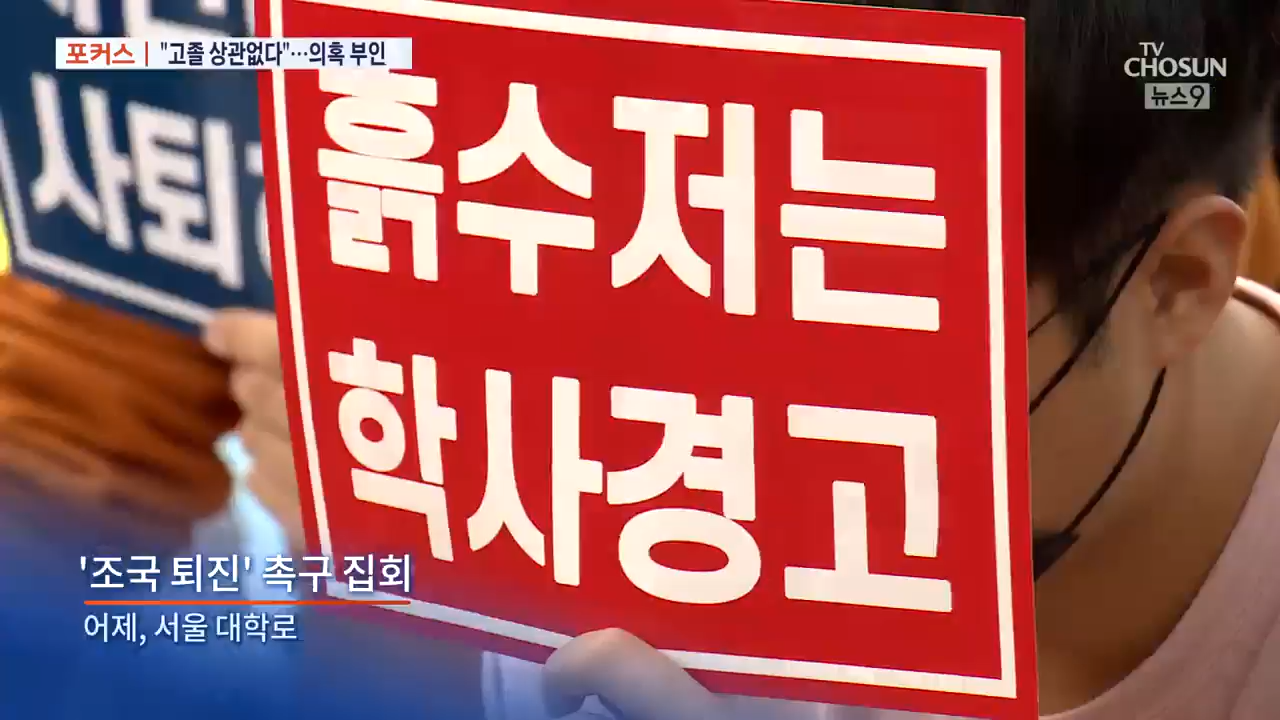 포커스 | "고졸 상관없다"…의혹 부인
TV
CHOSUN
뉴스9
사퇴
흙수저는
학사경고
'조국 퇴진' 촉구 집회
어제, 서울 대학로